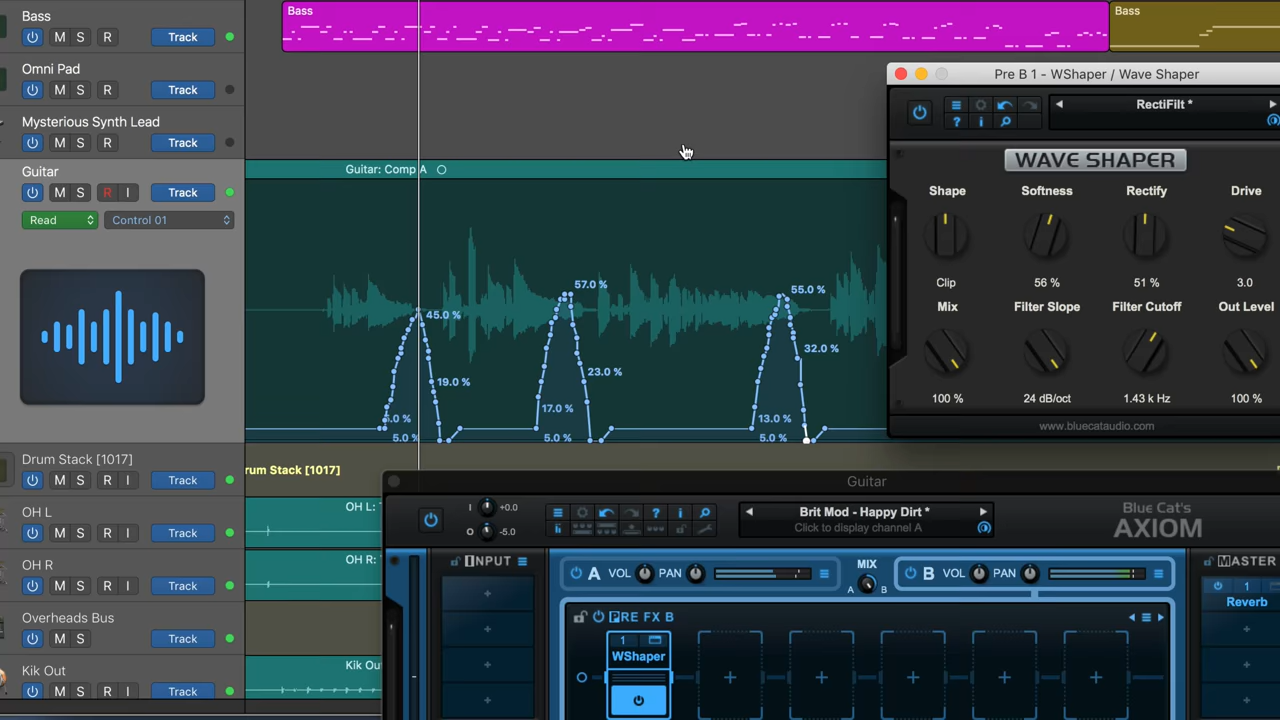 Bass
M S R Track
Omni Pad
M S R Track
Mysterious Synth Lead
M S R Track
Guitar
M S R I Track
Read Control 01
Drum Stack [1017]
M S R I Track
OH L
M S R I Track
OH R
M S R I Track
Overheads Bus
M S Track
Kik Out
M S R I Track
Bass
Bass
Guitar: Comp A
45.0 %
57.0 %
55.0 %
32.0 %
19.0 %
23.0 %
17.0 %
13.0 %
5.0 %
5.0 %
5.0 %
rum Stack [1017]
OH L:
OH R:
Kik Ou
Pre B 1 - WShaper / Wave Shaper
RectiFilt *
? i
WAVE SHAPER
Shape Softness Rectify Drive
Clip 56 % 51 % 3.0
Mix Filter Slope Filter Cutoff Out Level
100 % 24 dB/oct 1.43 k Hz 100 %
www.bluecataudio.com
Guitar
I +0.0
O -5.0
? i
Brit Mod - Happy Dirt *
Click to display channel A
Blue Cat's
AXIOM
INPUT
A VOL PAN
MIX
A B
B VOL PAN
MASTER
1
Reverb
PRE FX B
1
WShaper